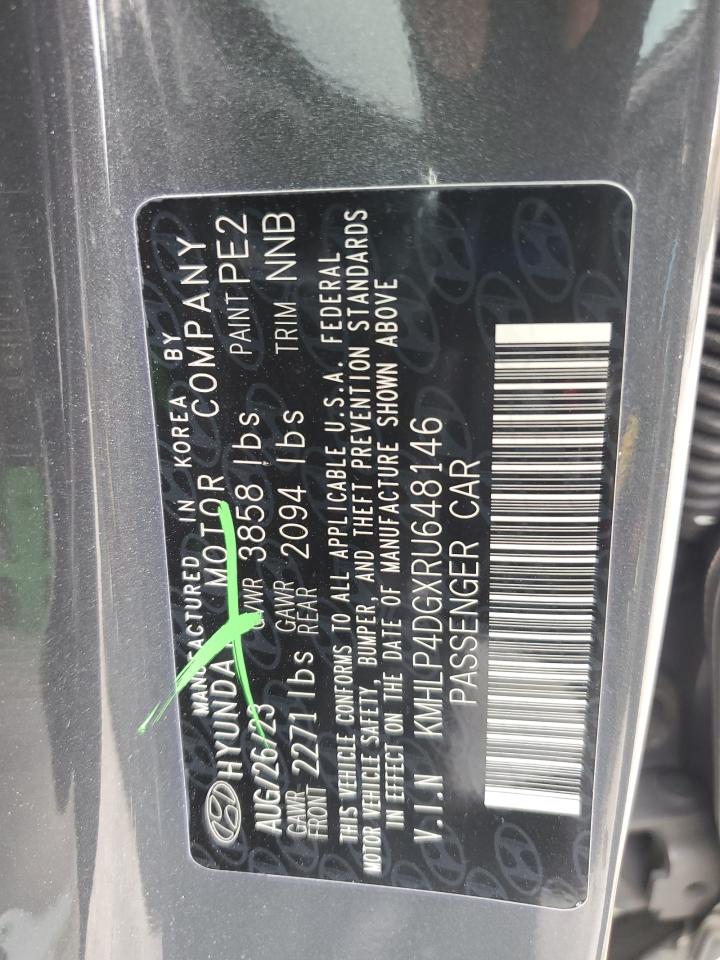 MANUFACTURED IN KOREA BY
HYUNDAI MOTOR COMPANY
AUG/26/23 GVWR 3858 lbs PAINT PE2
GAWR FRONT 2271 lbs GAWR REAR 2094 lbs TRIM NNB
THIS VEHICLE CONFORMS TO ALL APPLICABLE U.S.A. FEDERAL
MOTOR VEHICLE SAFETY, BUMPER, AND THEFT PREVENTION STANDARDS
IN EFFECT ON THE DATE OF MANUFACTURE SHOWN ABOVE
V.I.N KMHLP4DGXRU648146
PASSENGER CAR